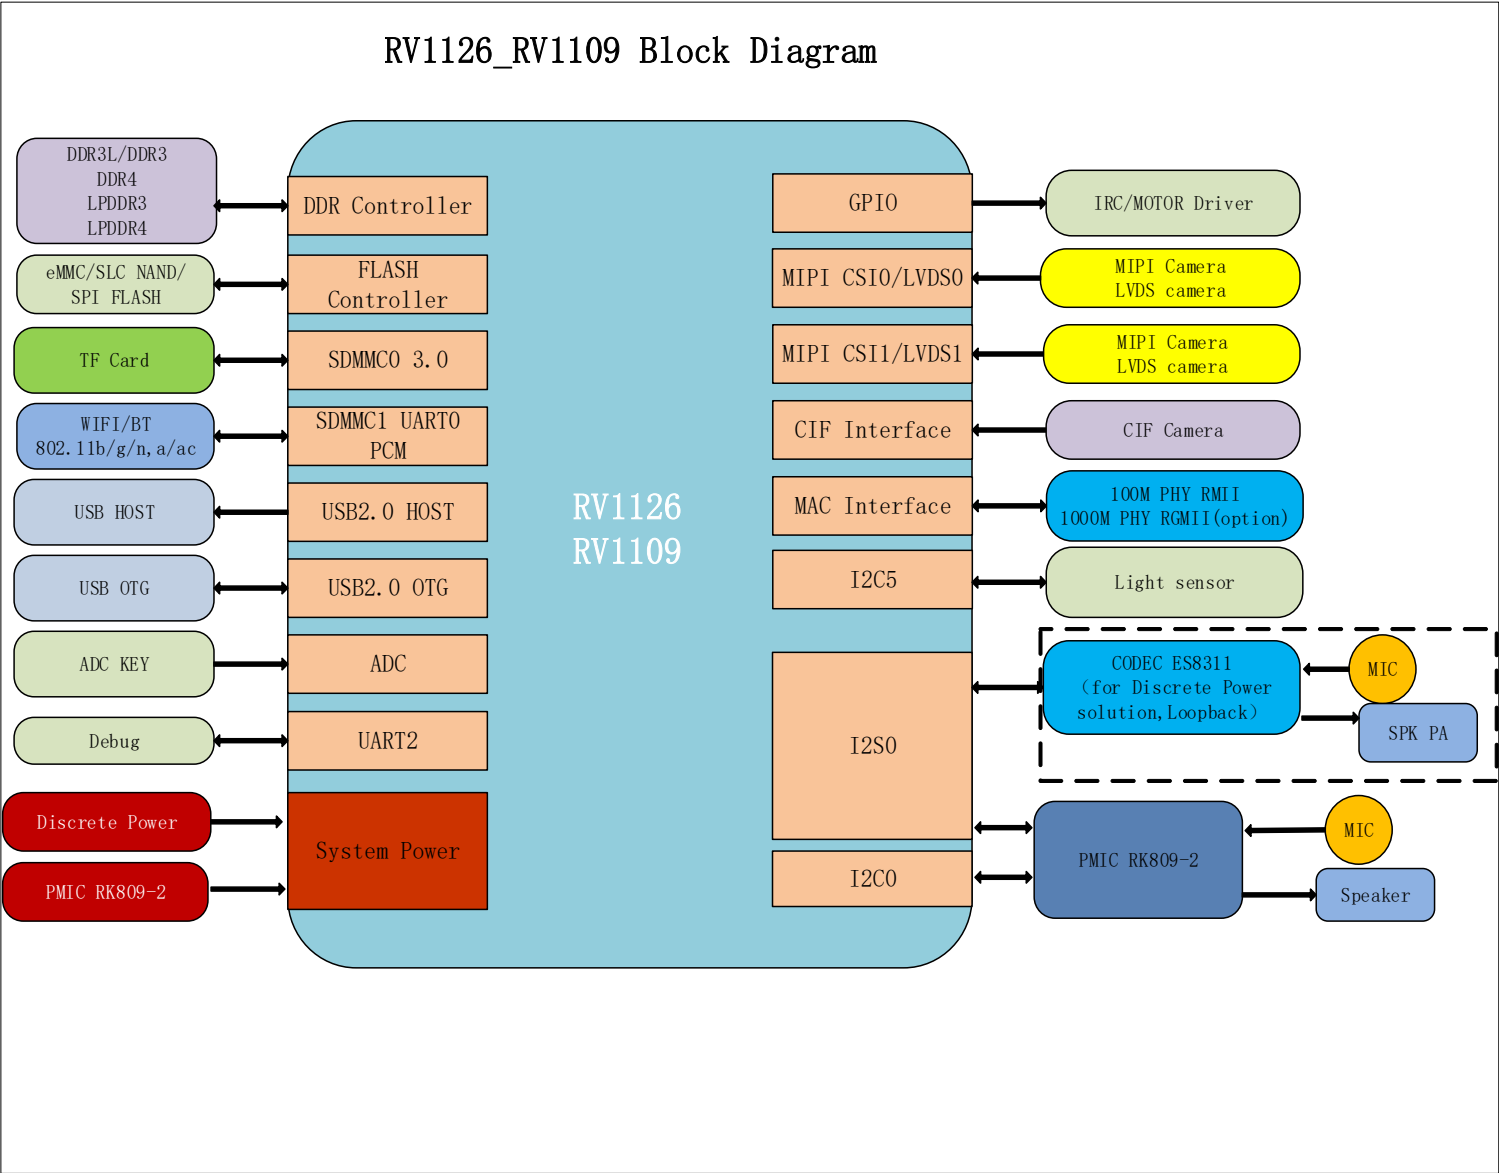 RV1126_RV1109 Block Diagram
DDR3L/DDR3
DDR4
LPDDR3
LPDDR4
DDR Controller
eMMC/SLC NAND/
SPI FLASH
FLASH
Controller
TF Card
SDMMC0 3.0
WIFI/BT
802.11b/g/n,a/ac
SDMMC1 UART0
PCM
USB HOST
USB2.0 HOST
USB OTG
USB2.0 OTG
ADC KEY
ADC
Debug
UART2
Discrete Power
PMIC RK809-2
System Power
RV1126
RV1109
GPIO
IRC/MOTOR Driver
MIPI CSI0/LVDS0
MIPI Camera
LVDS camera
MIPI CSI1/LVDS1
MIPI Camera
LVDS camera
CIF Interface
CIF Camera
MAC Interface
100M PHY RMII
1000M PHY RGMII(option)
I2C5
Light sensor
I2S0
CODEC ES8311
（for Discrete Power
solution,Loopback）
MIC
SPK PA
I2C0
PMIC RK809-2
MIC
Speaker